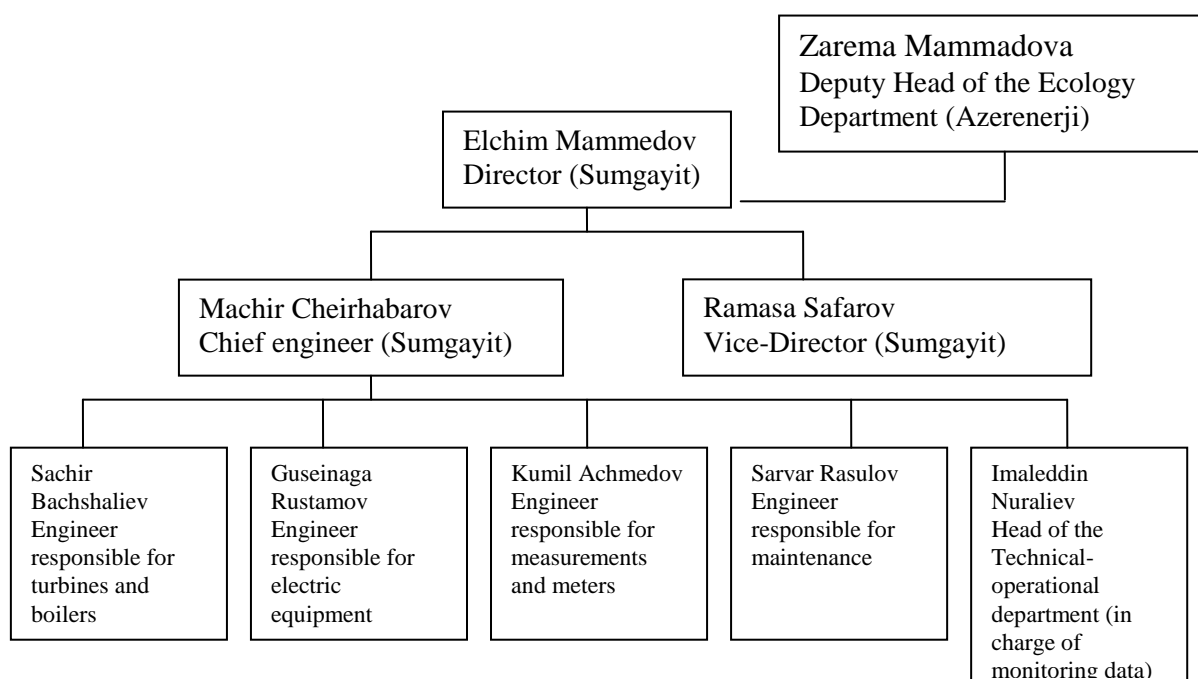 Zarema Mammadova
Deputy Head of the Ecology
Department (Azerenerji)
Elchim Mammedov
Director (Sumgayit)
Machir Cheirhabarov
Chief engineer (Sumgayit)
Ramasa Safarov
Vice-Director (Sumgayit)
Sachir
Bachshaliev
Engineer
responsible for
turbines and
boilers
Guseinaga
Rustamov
Engineer
responsible for
electric
equipment
Kumil Achmedov
Engineer
responsible for
measurements
and meters
Sarvar Rasulov
Engineer
responsible for
maintenance
Imaleddin
Nuraliev
Head of the
Technical-
operational
department (in
charge of
monitoring data)